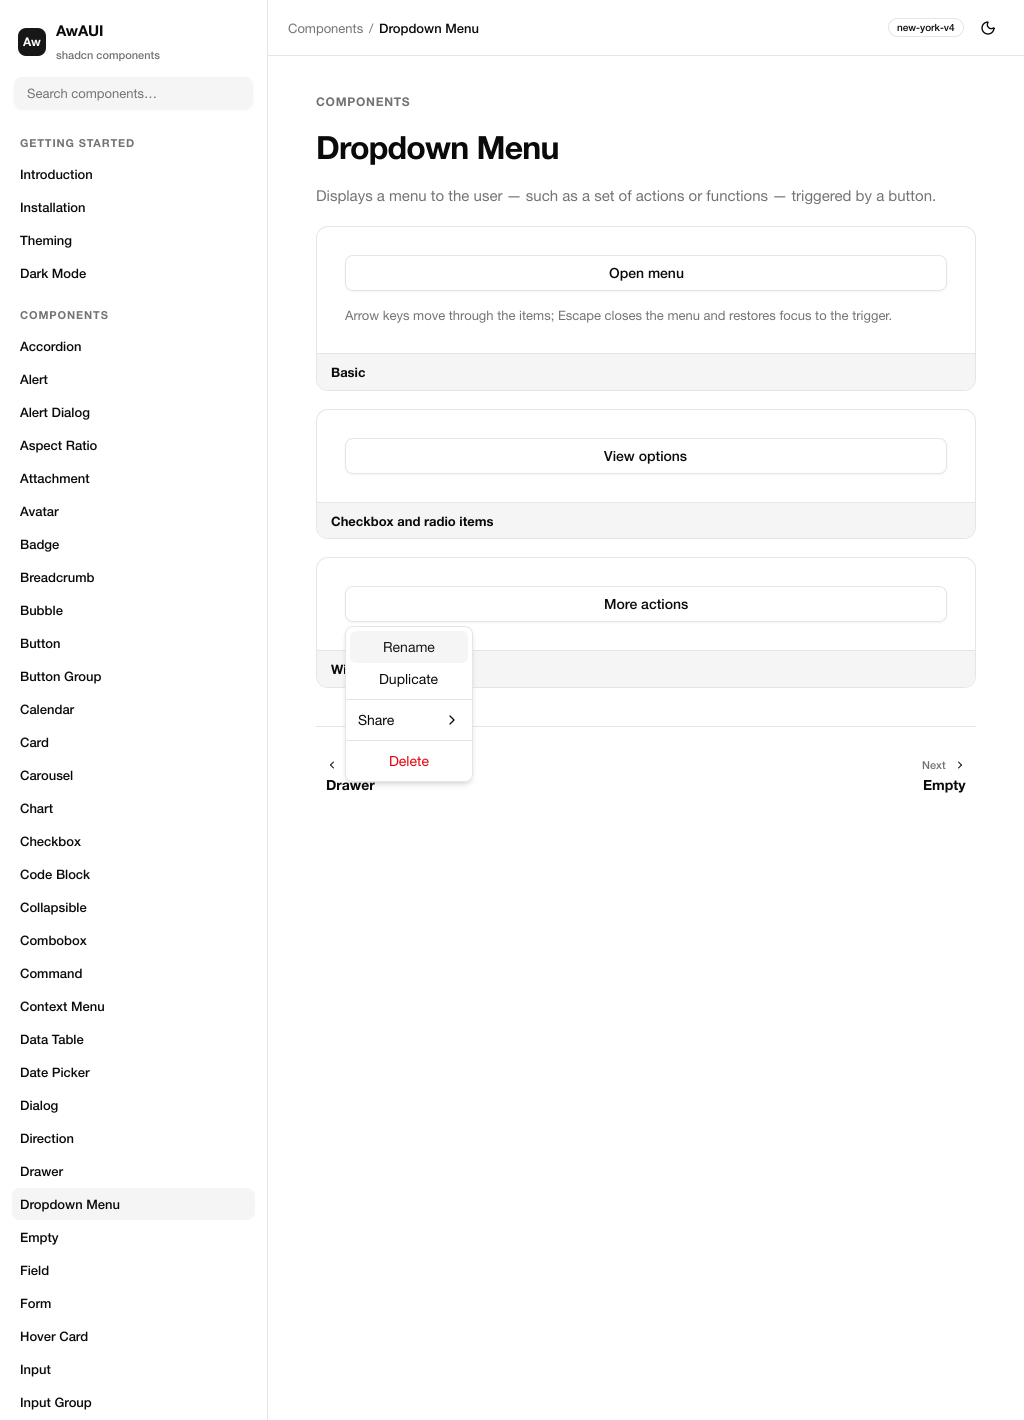 Aw
AwAUI
shadcn components
Search components...
GETTING STARTED
Introduction
Installation
Theming
Dark Mode
COMPONENTS
Accordion
Alert
Alert Dialog
Aspect Ratio
Attachment
Avatar
Badge
Breadcrumb
Bubble
Button
Button Group
Calendar
Card
Carousel
Chart
Checkbox
Code Block
Collapsible
Combobox
Command
Context Menu
Data Table
Date Picker
Dialog
Direction
Drawer
Dropdown Menu
Empty
Field
Form
Hover Card
Input
Input Group
Components / Dropdown Menu
new-york-v4
COMPONENTS
Dropdown Menu
Displays a menu to the user — such as a set of actions or functions — triggered by a button.
Open menu
Arrow keys move through the items; Escape closes the menu and restores focus to the trigger.
Basic
View options
Checkbox and radio items
More actions
Rename
Duplicate
Share
Delete
Drawer
Next
Empty